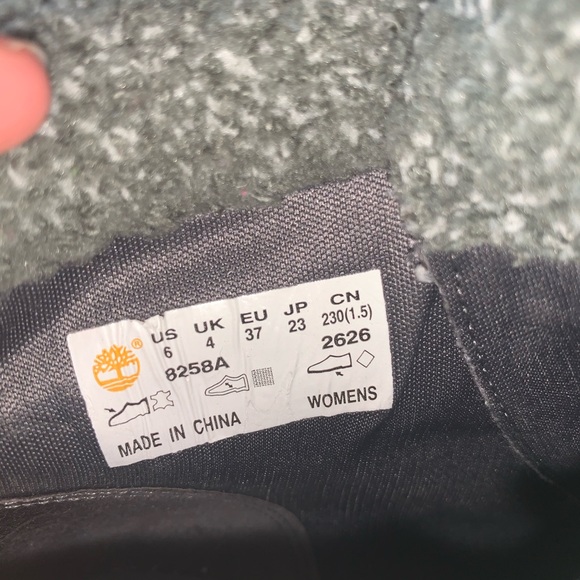 US UK EU JP CN
6 4 37 23 230(1.5)
8258A 2626
MADE IN CHINA WOMENS
®